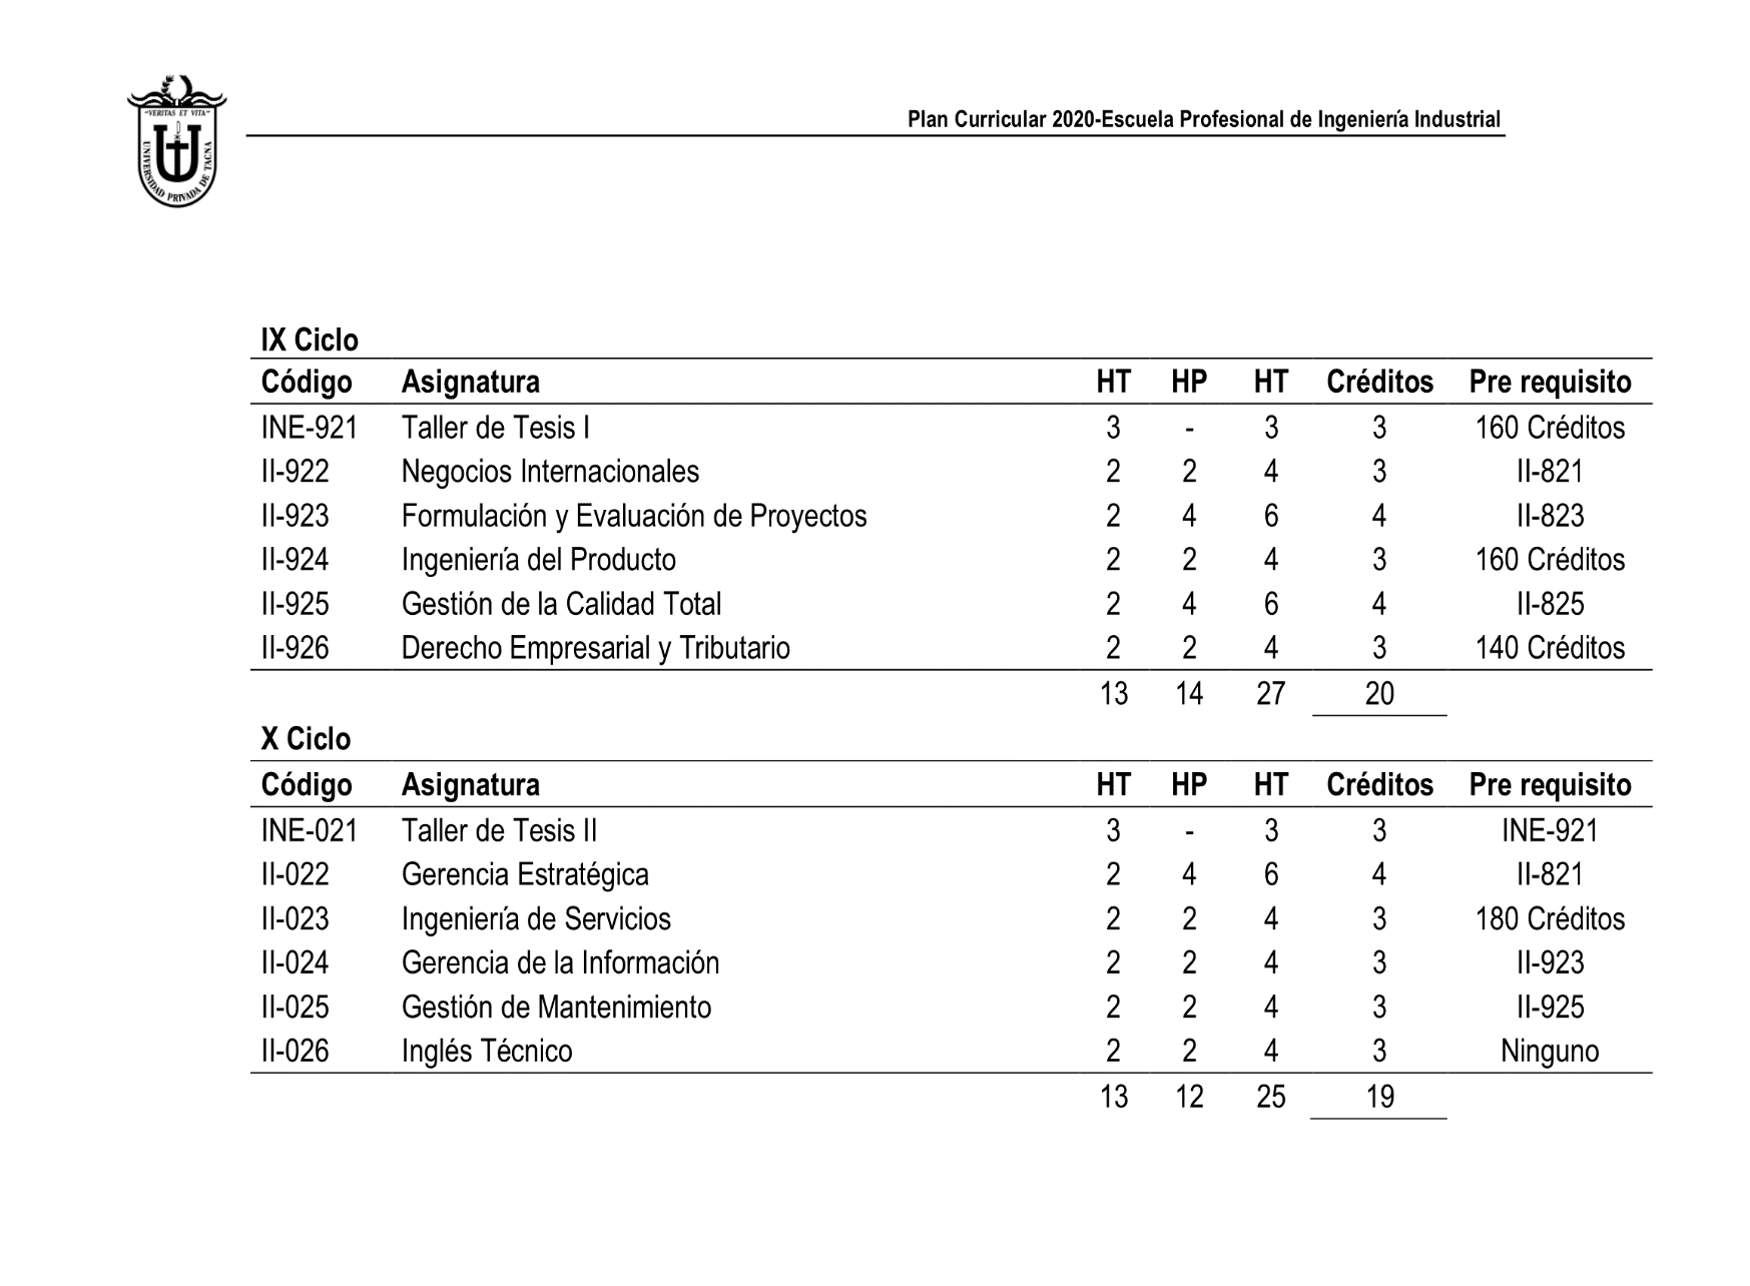 "VERITAS ET VITA"
UNIVERSIDAD PRIVADA DE TACNA
Plan Curricular 2020-Escuela Profesional de Ingeniería Industrial
IX Ciclo
Código Asignatura HT HP HT Créditos Pre requisito
INE-921 Taller de Tesis I 3 - 3 3 160 Créditos
II-922 Negocios Internacionales 2 2 4 3 II-821
II-923 Formulación y Evaluación de Proyectos 2 4 6 4 II-823
II-924 Ingeniería del Producto 2 2 4 3 160 Créditos
II-925 Gestión de la Calidad Total 2 4 6 4 II-825
II-926 Derecho Empresarial y Tributario 2 2 4 3 140 Créditos
13 14 27 20
X Ciclo
Código Asignatura HT HP HT Créditos Pre requisito
INE-021 Taller de Tesis II 3 - 3 3 INE-921
II-022 Gerencia Estratégica 2 4 6 4 II-821
II-023 Ingeniería de Servicios 2 2 4 3 180 Créditos
II-024 Gerencia de la Información 2 2 4 3 II-923
II-025 Gestión de Mantenimiento 2 2 4 3 II-925
II-026 Inglés Técnico 2 2 4 3 Ninguno
13 12 25 19